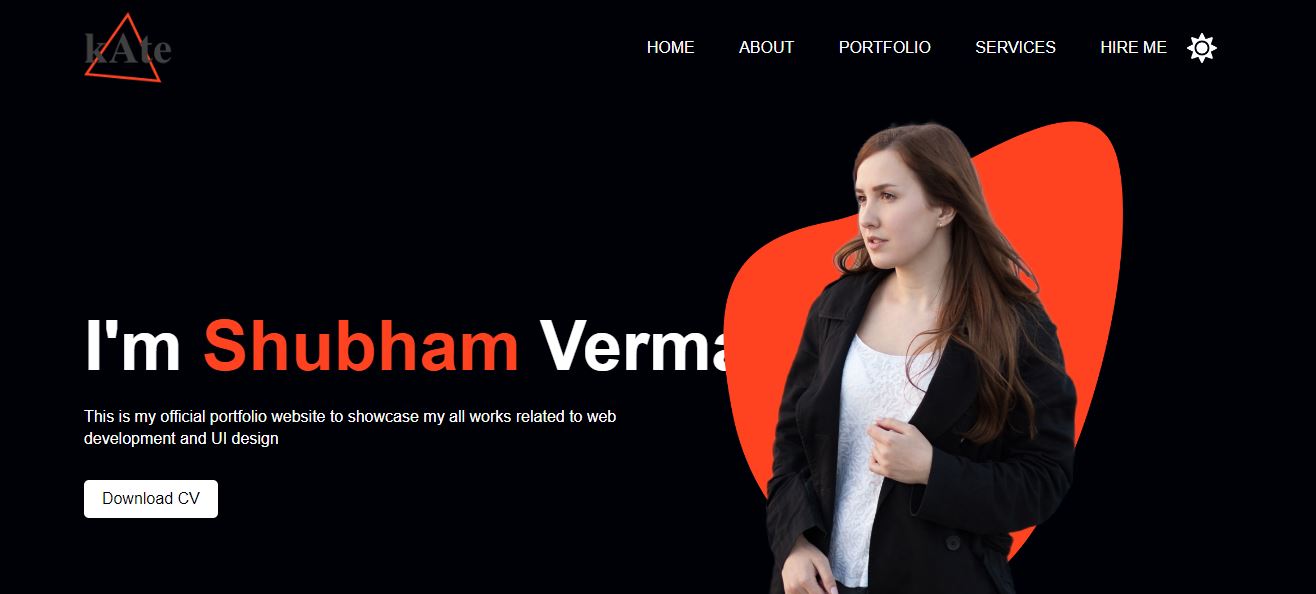 kAte
HOME ABOUT PORTFOLIO SERVICES HIRE ME
I'm Shubham Verma
This is my official portfolio website to showcase my all works related to web
development and UI design
Download CV